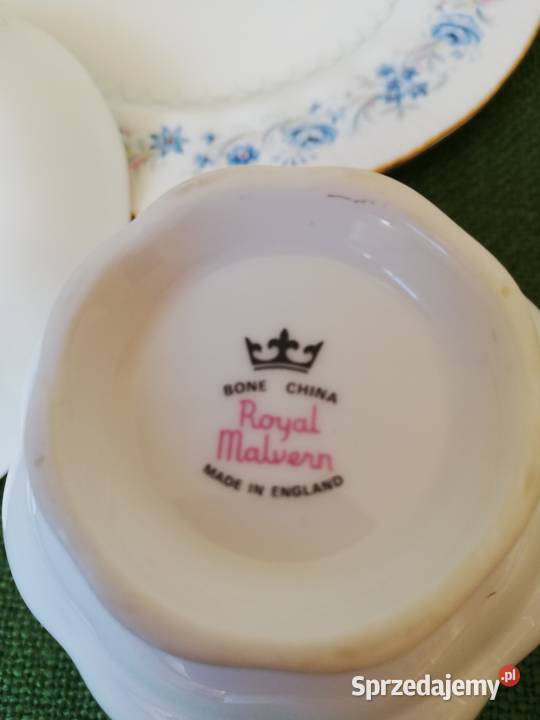 BONE CHINA
Royal
Malvern
MADE IN ENGLAND
Sprzedajemy.pl